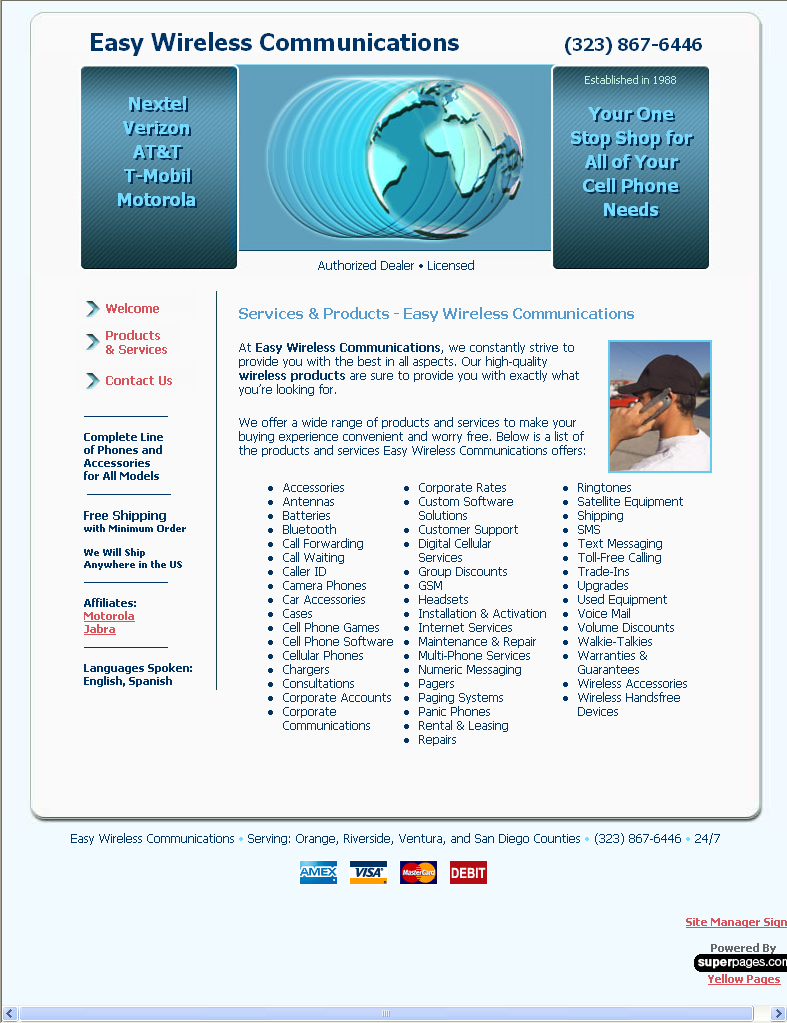 Easy Wireless Communications
(323) 867-6446
Nextel
Verizon
AT&T
T-Mobil
Motorola
Established in 1988
Your One
Stop Shop for
All of Your
Cell Phone
Needs
Authorized Dealer • Licensed
Welcome
Products
& Services
Contact Us
Complete Line
of Phones and
Accessories
for All Models
Free Shipping
with Minimum Order
We Will Ship
Anywhere in the US
Affiliates:
Motorola
Jabra
Languages Spoken:
English, Spanish
Services & Products - Easy Wireless Communications
At Easy Wireless Communications, we constantly strive to
provide you with the best in all aspects. Our high-quality
wireless products are sure to provide you with exactly what
you're looking for.
We offer a wide range of products and services to make your
buying experience convenient and worry free. Below is a list of
the products and services Easy Wireless Communications offers:
• Accessories
• Antennas
• Batteries
• Bluetooth
• Call Forwarding
• Call Waiting
• Caller ID
• Camera Phones
• Car Accessories
• Cases
• Cell Phone Games
• Cell Phone Software
• Cellular Phones
• Chargers
• Consultations
• Corporate Accounts
• Corporate
Communications
• Corporate Rates
• Custom Software
Solutions
• Customer Support
• Digital Cellular
Services
• Group Discounts
• GSM
• Headsets
• Installation & Activation
• Internet Services
• Maintenance & Repair
• Multi-Phone Services
• Numeric Messaging
• Pagers
• Paging Systems
• Panic Phones
• Rental & Leasing
• Repairs
• Ringtones
• Satellite Equipment
• Shipping
• SMS
• Text Messaging
• Toll-Free Calling
• Trade-Ins
• Upgrades
• Used Equipment
• Voice Mail
• Volume Discounts
• Walkie-Talkies
• Warranties &
Guarantees
• Wireless Accessories
• Wireless Handsfree
Devices
Easy Wireless Communications • Serving: Orange, Riverside, Ventura, and San Diego Counties • (323) 867-6446 • 24/7
AMEX VISA MasterCard DEBIT
Site Manager Sign
Powered By
superpages.com
Yellow Pages